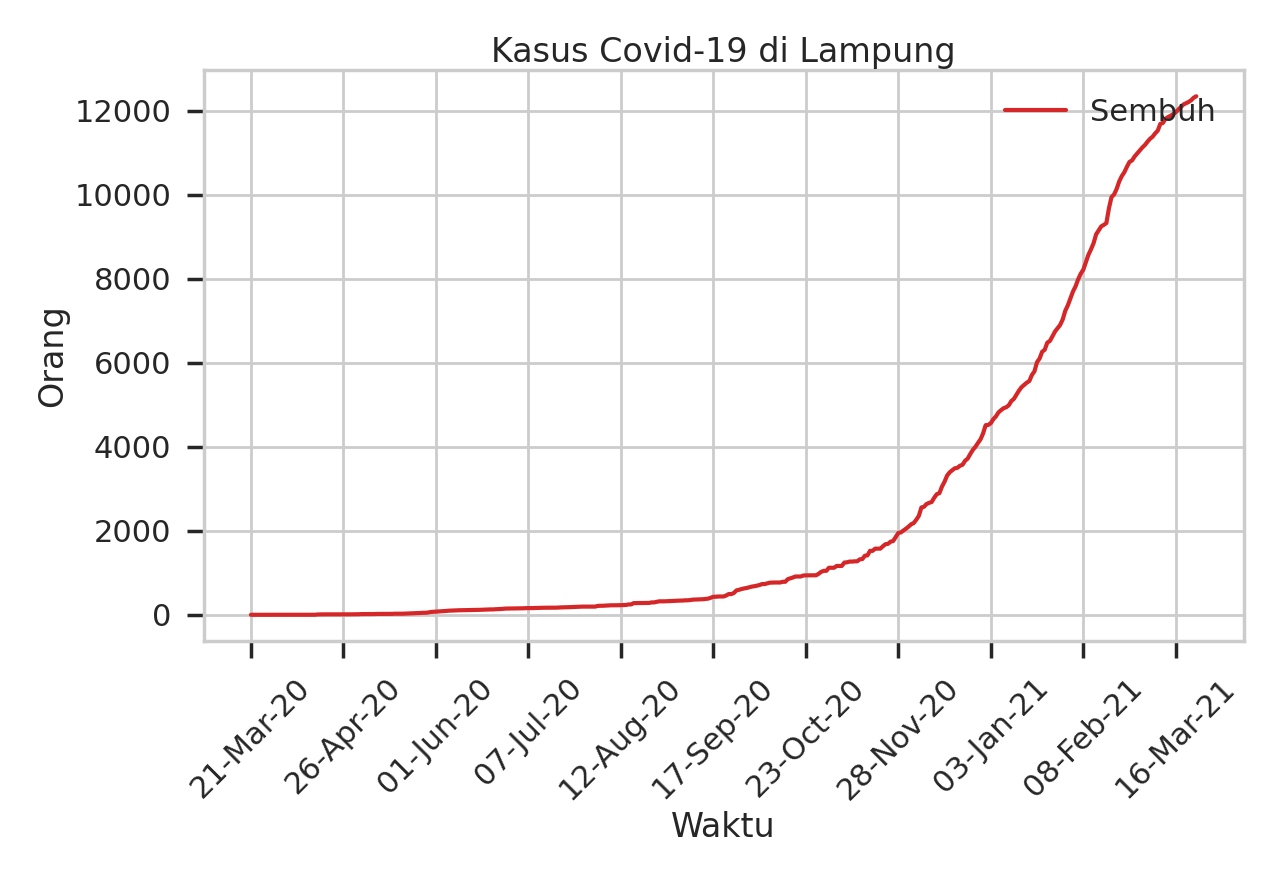 Kasus Covid-19 di Lampung
Sembuh
12000
10000
8000
6000
4000
2000
0
Orang
21-Mar-20
26-Apr-20
01-Jun-20
07-Jul-20
12-Aug-20
17-Sep-20
23-Oct-20
28-Nov-20
03-Jan-21
08-Feb-21
16-Mar-21
Waktu